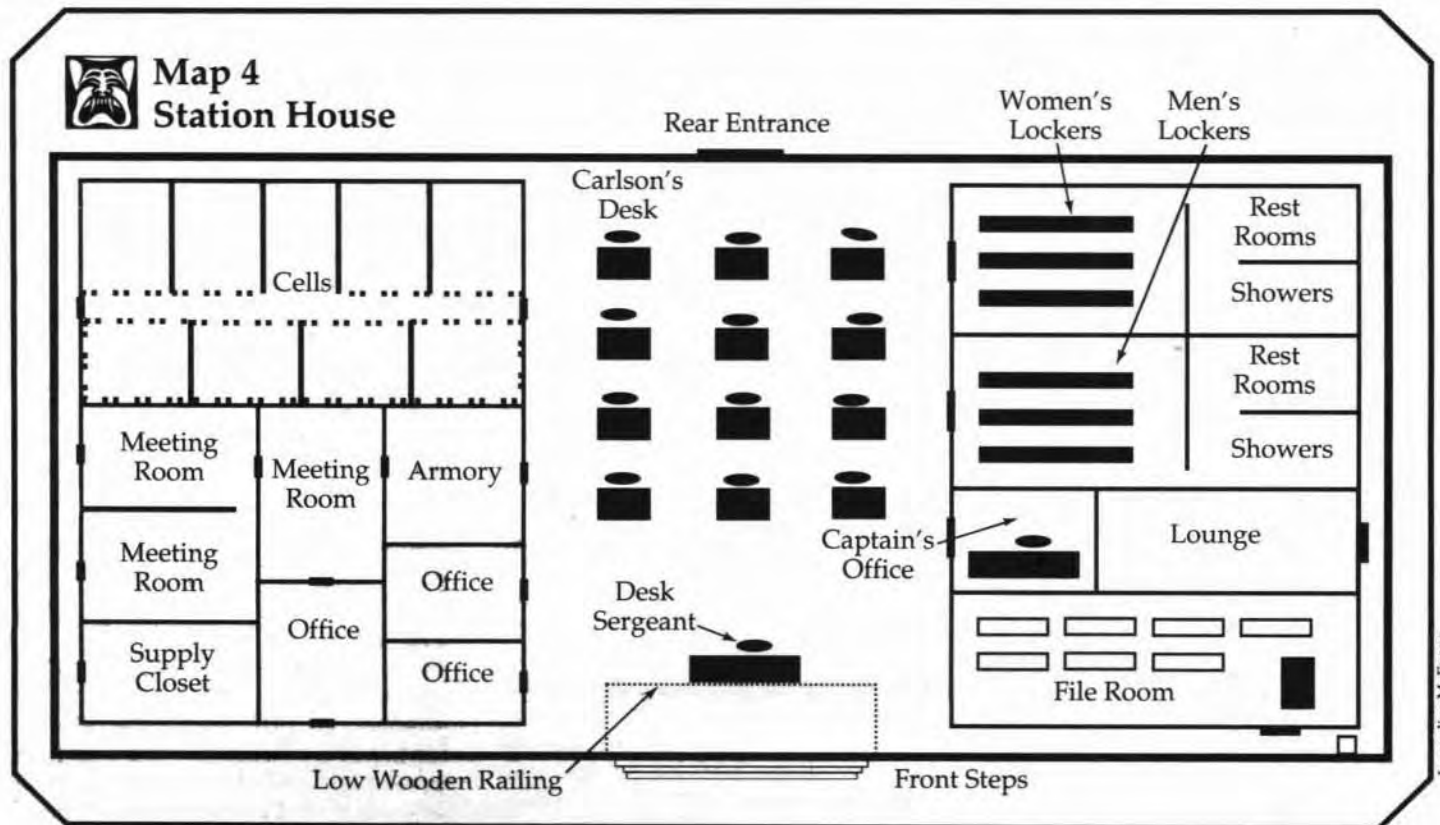 Map 4
Station House
Rear Entrance
Women's
Lockers
Men's
Lockers
Carlson's
Desk
Rest
Rooms
Cells
Showers
Rest
Rooms
Meeting
Room
Meeting
Room
Armory
Showers
Captain's
Office
Lounge
Meeting
Room
Office
Desk
Sergeant
Office
Supply
Closet
Office
File Room
Low Wooden Railing
Front Steps